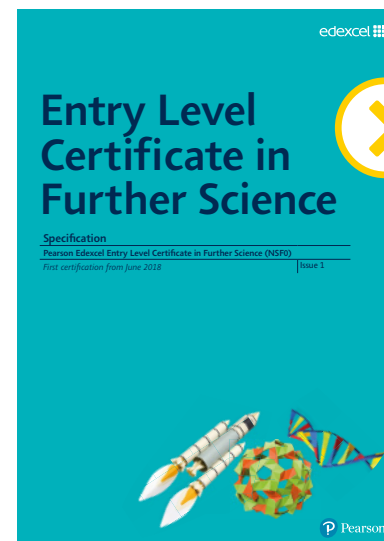 edexcel
Entry Level
Certificate in
Further Science
Specification
Pearson Edexcel Entry Level Certificate in Further Science (NSF0)
First certification from June 2018
Issue 1
Pearson